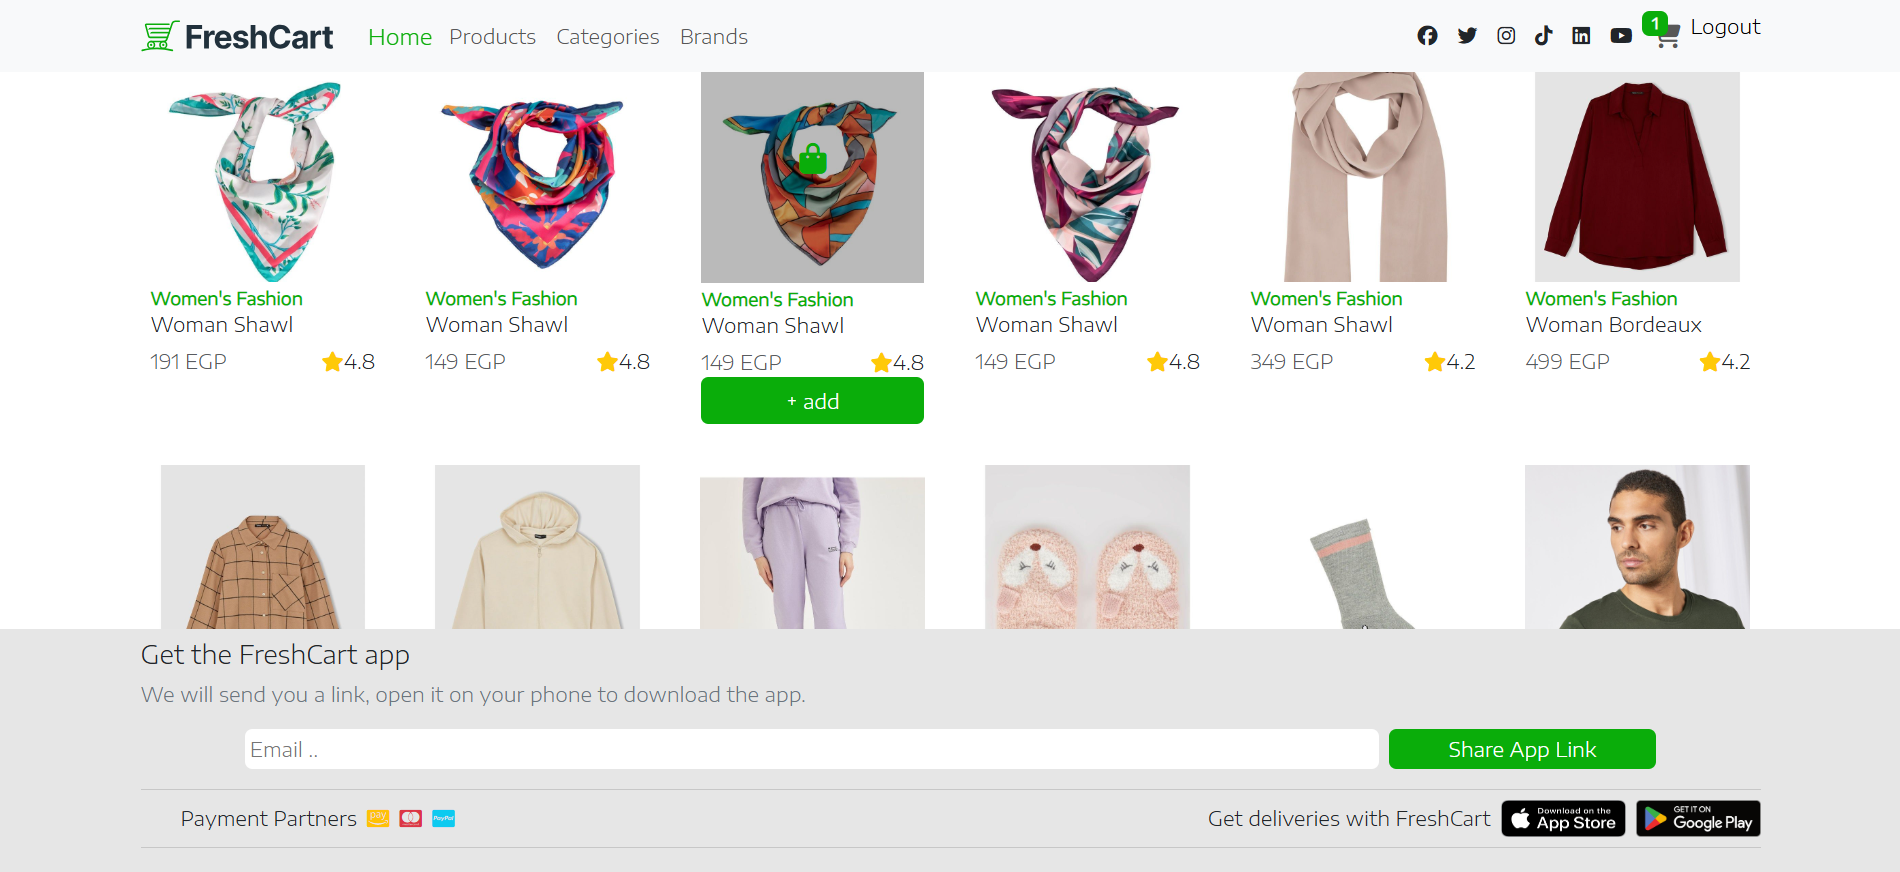 FreshCart Home Products Categories Brands 1 Logout
Women's Fashion
Woman Shawl
191 EGP 4.8
Women's Fashion
Woman Shawl
149 EGP 4.8
Women's Fashion
Woman Shawl
149 EGP 4.8
+ add
Women's Fashion
Woman Shawl
149 EGP 4.8
Women's Fashion
Woman Shawl
349 EGP 4.2
Women's Fashion
Woman Bordeaux
499 EGP 4.2
Get the FreshCart app
We will send you a link, open it on your phone to download the app.
Email ..
Share App Link
Payment Partners pay PayPal
Get deliveries with FreshCart
Download on the
App Store
GET IT ON
Google Play